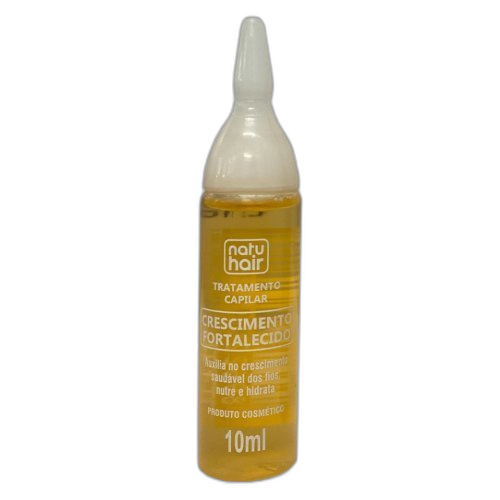 natu
hair
TRATAMENTO
CAPILAR
CRESCIMENTO
FORTALECIDO
Auxilia no crescimento
saudável dos fios,
nutre e hidrata
PRODUTO COSMÉTICO
10ml